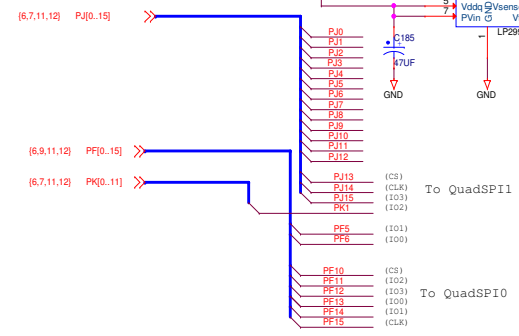 {6,7,11,12} PJ[0..15]
5 Vddq Vsense
7 PVin V
GND
LP299
1
C185
47UF
GND
GND
PJ0
PJ1
PJ2
PJ3
PJ4
PJ5
PJ6
PJ7
PJ8
PJ9
PJ10
PJ11
PJ12
{6,9,11,12} PF[0..15]
{6,7,11,12} PK[0..11]
PJ13 (CS)
PJ14 (CLK)
PJ15 (IO3)
PK1 (IO2)
To QuadSPI1
PF5 (IO1)
PF6 (IO0)
PF10 (CS)
PF11 (IO2)
PF12 (IO3)
PF13 (IO0)
PF14 (IO1)
PF15 (CLK)
To QuadSPI0